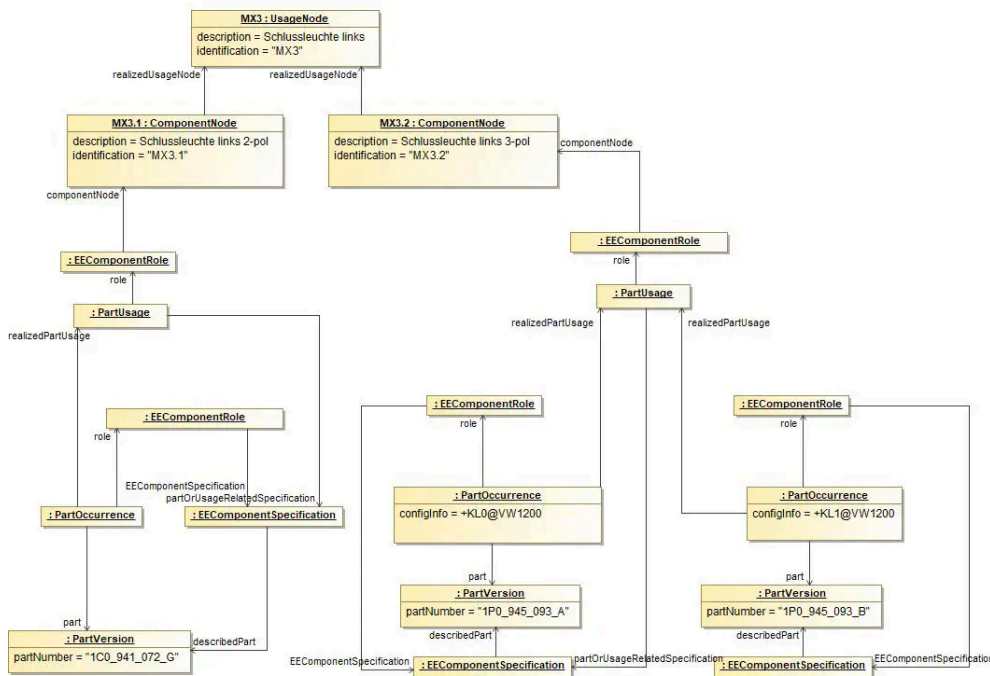 MX3 : UsageNode
description = Schlussleuchte links
identification = "MX3"
realizedUsageNode
realizedUsageNode
MX3.1 : ComponentNode
description = Schlussleuchte links 2-pol
identification = "MX3.1"
MX3.2 : ComponentNode
description = Schlussleuchte links 3-pol
identification = "MX3.2"
componentNode
componentNode
: EEComponentRole
role
: EEComponentRole
role
: PartUsage
: PartUsage
realizedPartUsage
realizedPartUsage
realizedPartUsage
: EEComponentRole
role
: EEComponentRole
role
: EEComponentRole
role
EEComponentSpecification
partOrUsageRelatedSpecification
: PartOccurrence
: EEComponentSpecification
: PartOccurrence
configInfo = +KL0@VW1200
: PartOccurrence
configInfo = +KL1@VW1200
part
part
part
: PartVersion
partNumber = "1C0_941_072_G"
describedPart
: PartVersion
partNumber = "1P0_945_093_A"
describedPart
: PartVersion
partNumber = "1P0_945_093_B"
describedPart
EEComponentSpecification
: EEComponentSpecification
partOrUsageRelatedSpecification
: EEComponentSpecification
EEComponentSpecification